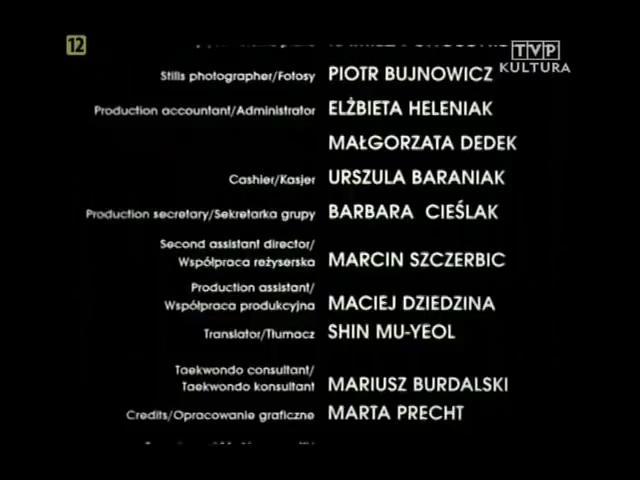 12
TVP
KULTURA
Stills photographer/Fotosy PIOTR BUJNOWICZ
Production accountant/Administrator ELŻBIETA HELENIAK
MAŁGORZATA DEDEK
Cashier/Kasjer URSZULA BARANIAK
Production secretary/Sekretarka grupy BARBARA CIEŚLAK
Second assistant director/
Współpraca reżyserska MARCIN SZCZERBIC
Production assistant/
Współpraca produkcyjna MACIEJ DZIEDZINA
Translator/Tłumacz SHIN MU-YEOL
Taekwondo consultant/
Taekwondo konsultant MARIUSZ BURDALSKI
Credits/Opracowanie graficzne MARTA PRECHT